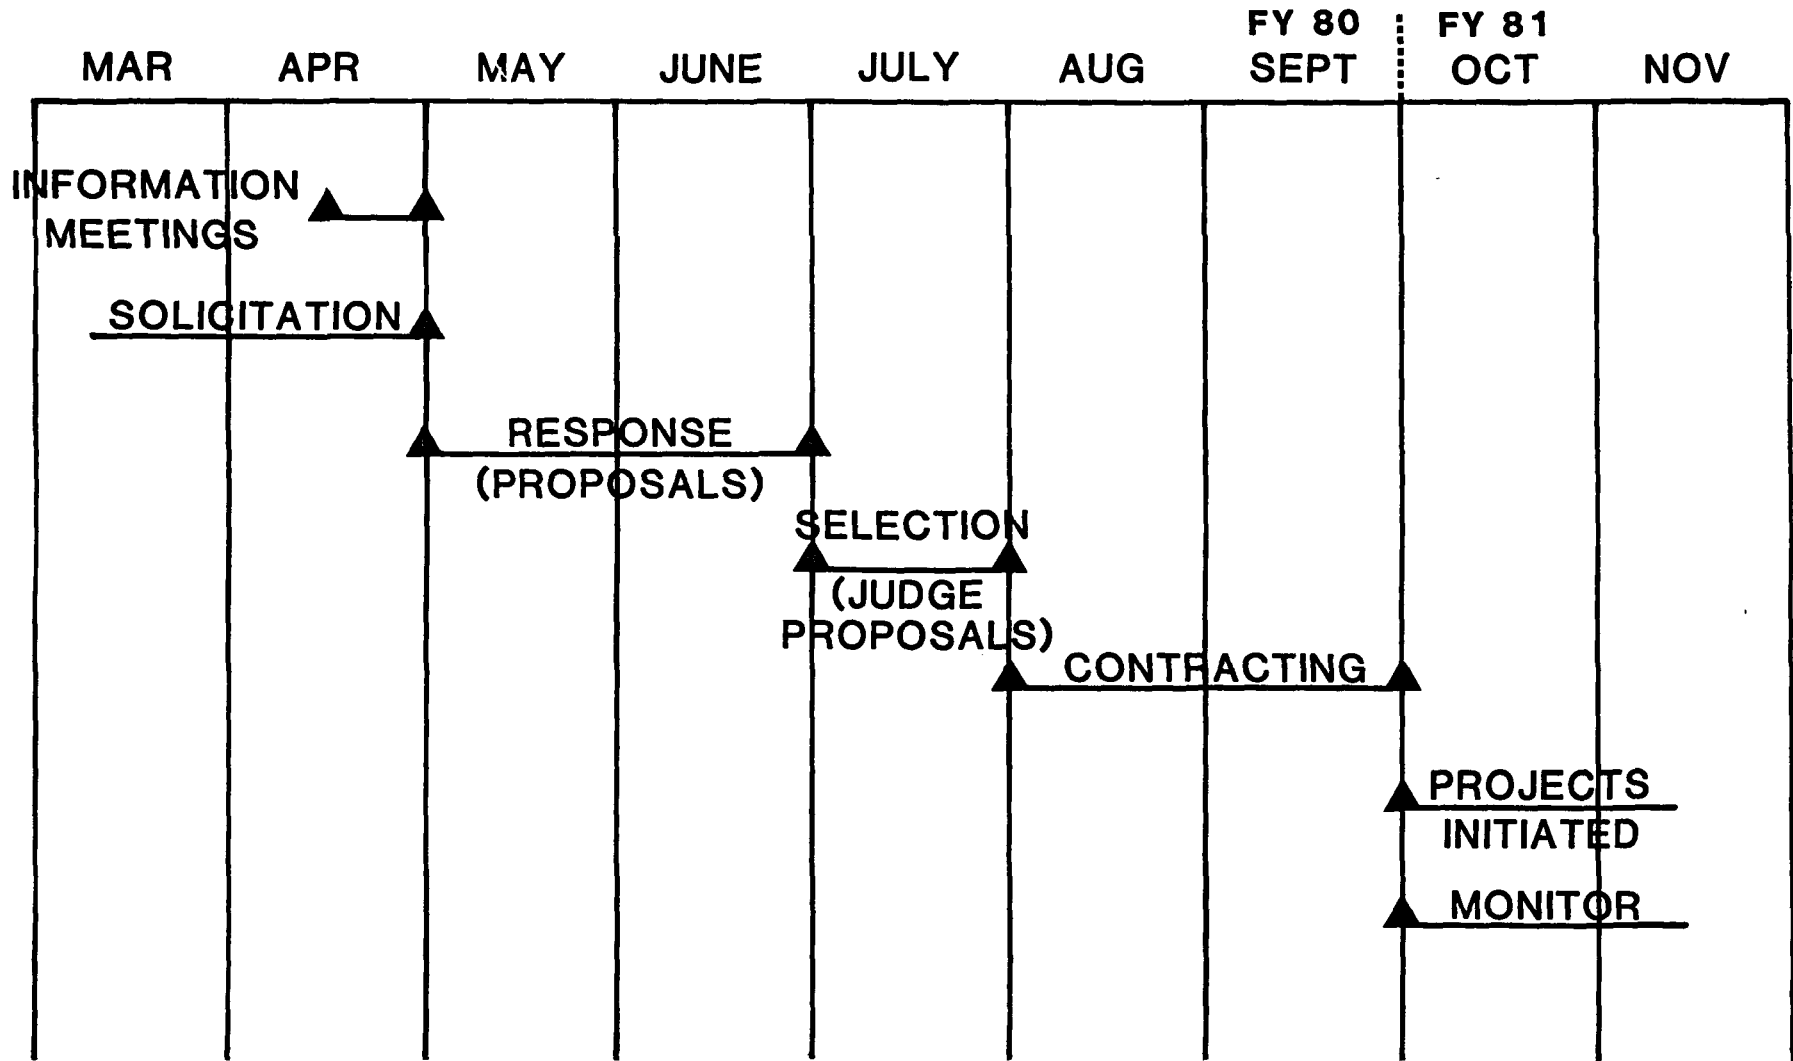 FY 80 FY 81
MAR APR MAY JUNE JULY AUG SEPT OCT NOV
INFORMATION
MEETINGS
SOLICITATION
RESPONSE
(PROPOSALS)
SELECTION
(JUDGE
PROPOSALS)
CONTRACTING
PROJECTS
INITIATED
MONITOR